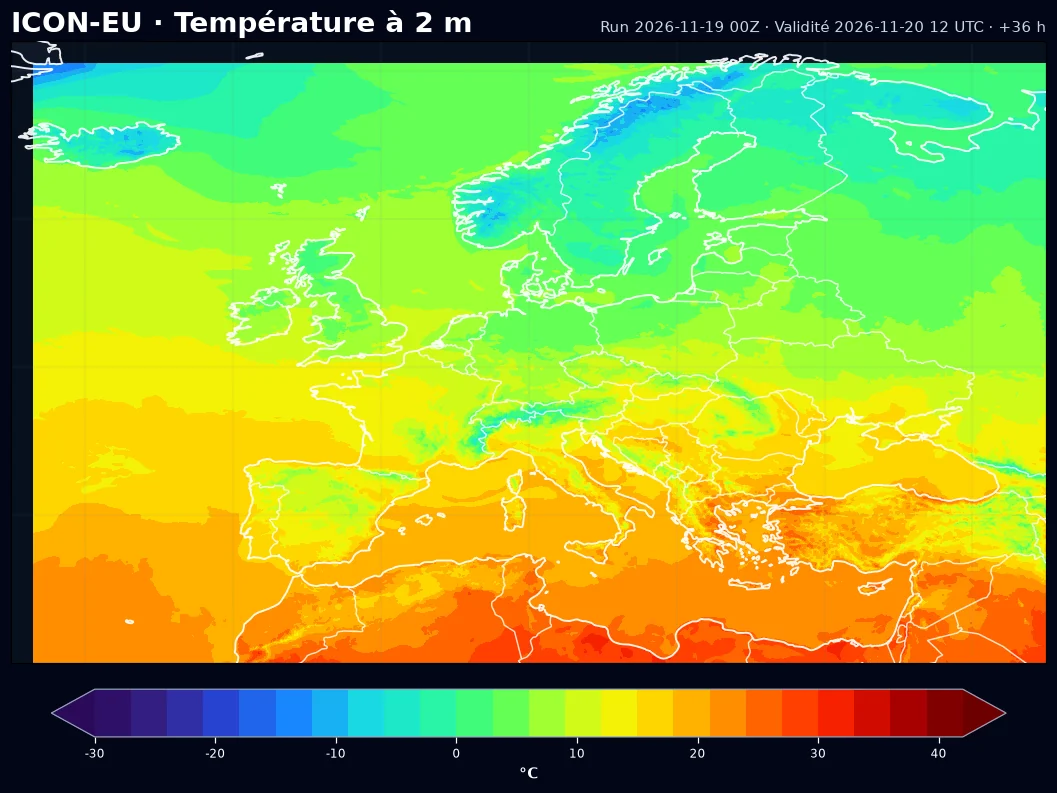 ICON-EU · Température à 2 m
Run 2026-11-19 00Z · Validité 2026-11-20 12 UTC · +36 h
-30 -20 -10 0 10 20 30 40
°C